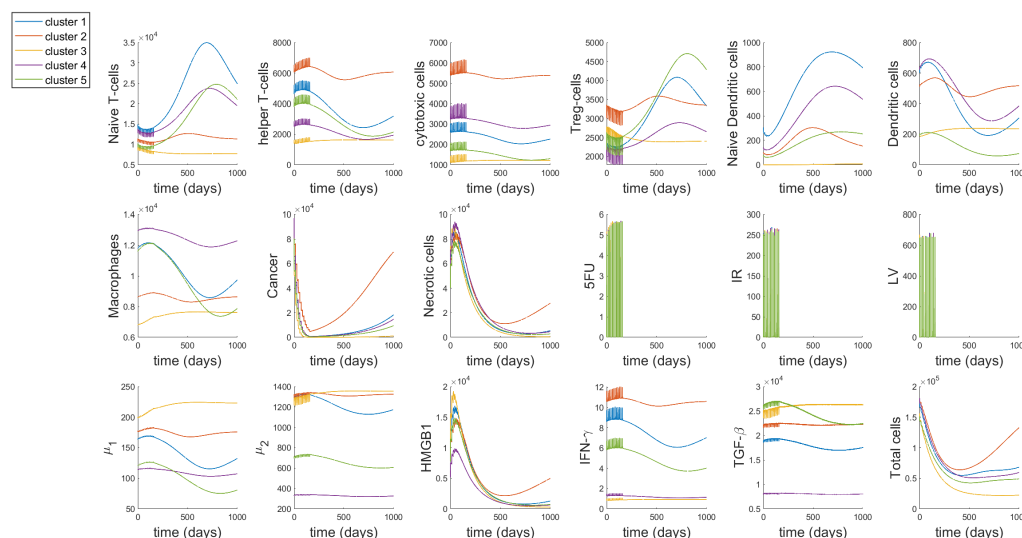 cluster 1
cluster 2
cluster 3
cluster 4
cluster 5
×10⁴
3.5
3
2.5
2
1.5
1
0.5
Naive T-cells
0 500 1000
time (days)
8000
6000
4000
2000
0
helper T-cells
0 500 1000
time (days)
7000
6000
5000
4000
3000
2000
1000
cytotoxic cells
0 500 1000
time (days)
5000
4500
4000
3500
3000
2500
2000
Treg-cells
0 500 1000
time (days)
1000
800
600
400
200
0
Naive Dendritic cells
0 500 1000
time (days)
800
600
400
200
0
Dendritic cells
0 500 1000
time (days)
×10⁴
1.4
1.2
1
0.8
0.6
Macrophages
0 500 1000
time (days)
×10⁴
10
8
6
4
2
0
Cancer
0 500 1000
time (days)
×10⁴
10
8
6
4
2
0
Necrotic cells
0 500 1000
time (days)
6
5
4
3
2
1
0
5FU
0 500 1000
time (days)
300
250
200
150
100
50
0
IR
0 500 1000
time (days)
800
600
400
200
0
LV
0 500 1000
time (days)
250
200
150
100
50
μ₁
0 500 1000
time (days)
1400
1200
1000
800
600
400
200
μ₂
0 500 1000
time (days)
×10⁴
2
1.5
1
0.5
0
HMGB1
0 500 1000
time (days)
12
10
8
6
4
2
0
IFN-γ
0 500 1000
time (days)
×10⁴
3
2.5
2
1.5
1
0.5
TGF-β
0 500 1000
time (days)
×10⁵
2
1.5
1
0.5
0
Total cells
0 500 1000
time (days)